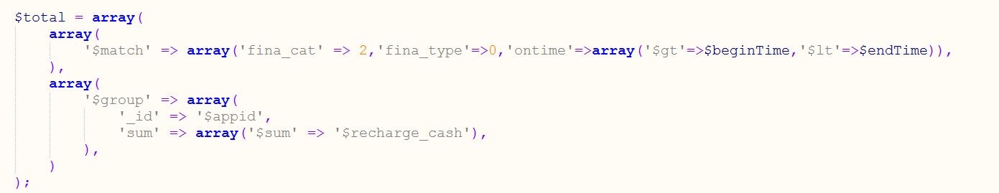 $total = array(
array(
'$match' => array('fina_cat' => 2,'fina_type'=>0,'ontime'=>array('$gt'=>$beginTime,'$lt'=>$endTime)),
),
array(
'$group' => array(
'_id' => '$appid',
'sum' => array('$sum' => '$recharge_cash'),
),
)
);